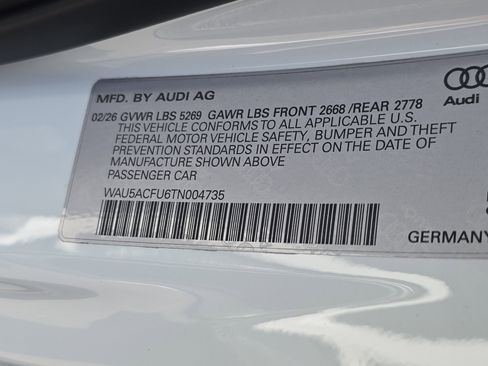 MFD. BY AUDI AG
02/26 GVWR LBS 5269 GAWR LBS FRONT 2668 /REAR 2778
THIS VEHICLE CONFORMS TO ALL APPLICABLE U.S.
FEDERAL MOTOR VEHICLE SAFETY, BUMPER AND THEFT
PREVENTION STANDARDS IN EFFECT ON THE DATE OF
MANUFACTURE SHOWN ABOVE
PASSENGER CAR
WAU5ACFU6TN004735
Audi
GERMANY